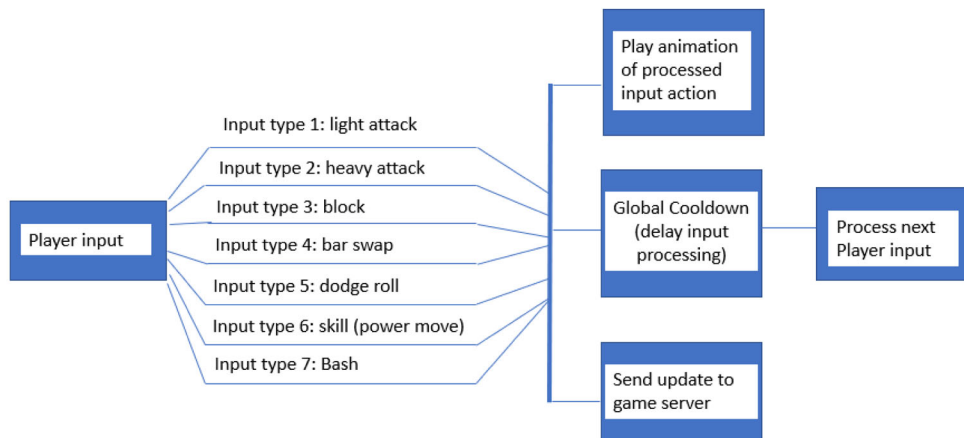 Player input
Input type 1: light attack
Input type 2: heavy attack
Input type 3: block
Input type 4: bar swap
Input type 5: dodge roll
Input type 6: skill (power move)
Input type 7: Bash
Play animation
of processed
input action
Global Cooldown
(delay input
processing)
Process next
Player input
Send update to
game server